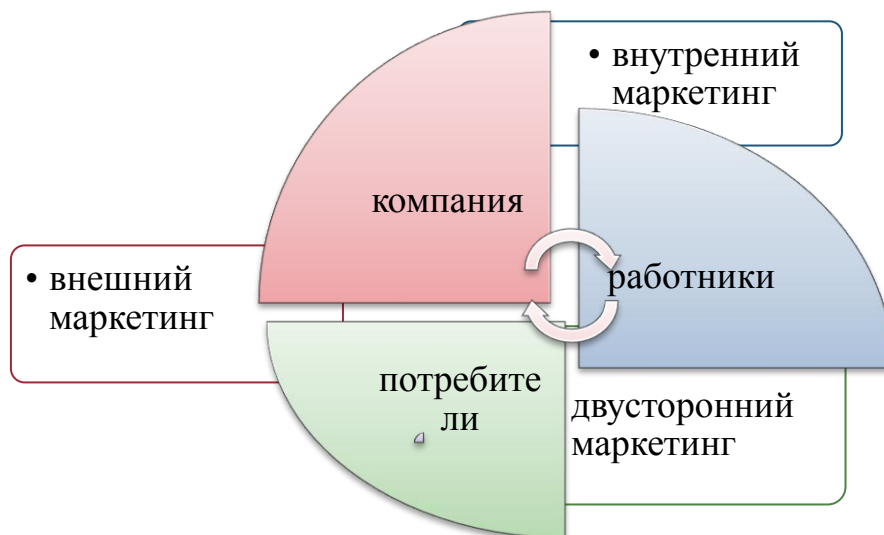 • внутренний
маркетинг
компания
• внешний
маркетинг
работники
потребите
ли
двусторонний
маркетинг